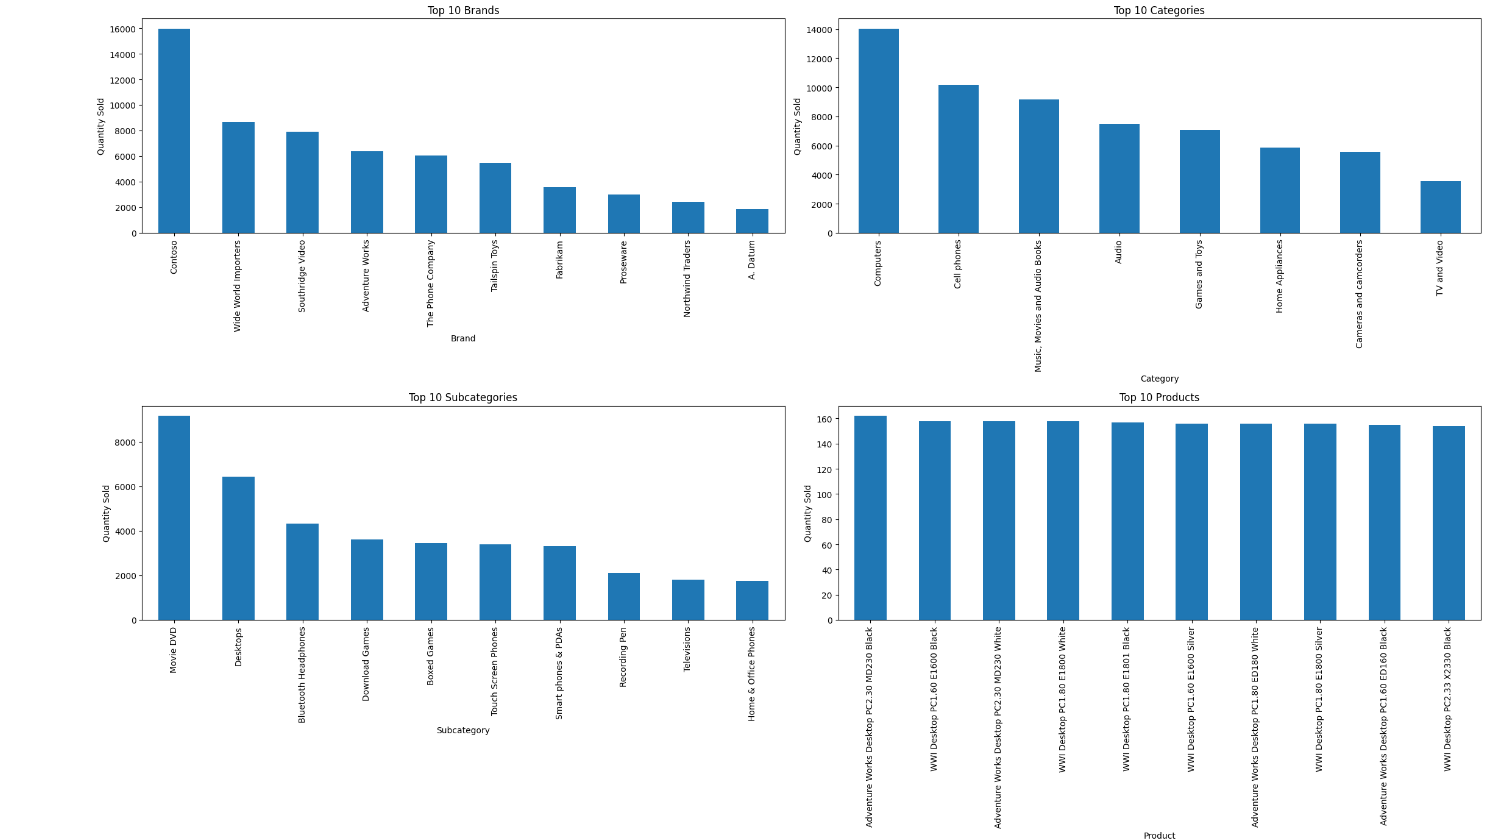 Top 10 Brands
Quantity Sold
16000
14000
12000
10000
8000
6000
4000
2000
0
Contoso
Wide World Importers
Southridge Video
Adventure Works
The Phone Company
Tailspin Toys
Fabrikam
Proseware
Northwind Traders
A. Datum
Brand
Top 10 Categories
Quantity Sold
14000
12000
10000
8000
6000
4000
2000
0
Computers
Cell phones
Music, Movies and Audio Books
Audio
Games and Toys
Home Appliances
Cameras and camcorders
TV and Video
Category
Top 10 Subcategories
Quantity Sold
8000
6000
4000
2000
0
Movie DVD
Desktops
Bluetooth Headphones
Download Games
Boxed Games
Touch Screen Phones
Smart phones & PDAs
Recording Pen
Televisions
Home & Office Phones
Subcategory
Top 10 Products
Quantity Sold
160
140
120
100
80
60
40
20
0
Adventure Works Desktop PC2.30 MD230 Black
WWI Desktop PC1.60 E1600 Black
Adventure Works Desktop PC2.30 MD230 White
WWI Desktop PC1.80 E1800 White
WWI Desktop PC1.80 E1801 Black
WWI Desktop PC1.60 E1600 Silver
Adventure Works Desktop PC1.80 ED180 White
WWI Desktop PC1.80 E1800 Silver
Adventure Works Desktop PC1.60 ED160 Black
WWI Desktop PC2.33 X2330 Black
Product